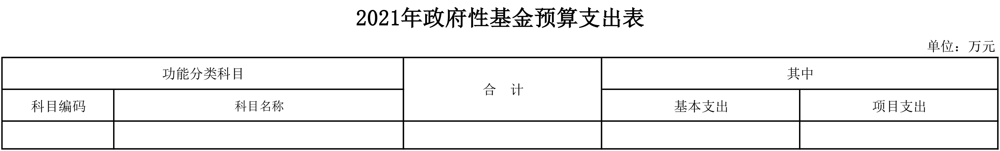 2021年政府性基金预算支出表
单位：万元
功能分类科目
合 计
其中
科目编码
科目名称
基本支出
项目支出